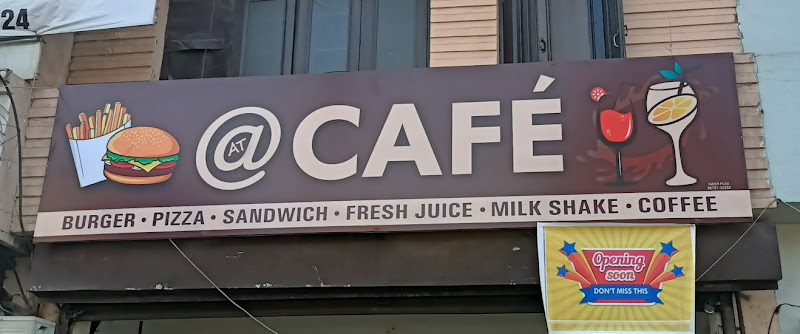 24
@ CAFÉ
AT
BURGER • PIZZA • SANDWICH • FRESH JUICE • MILK SHAKE • COFFEE
Opening
soon
DON'T MISS THIS